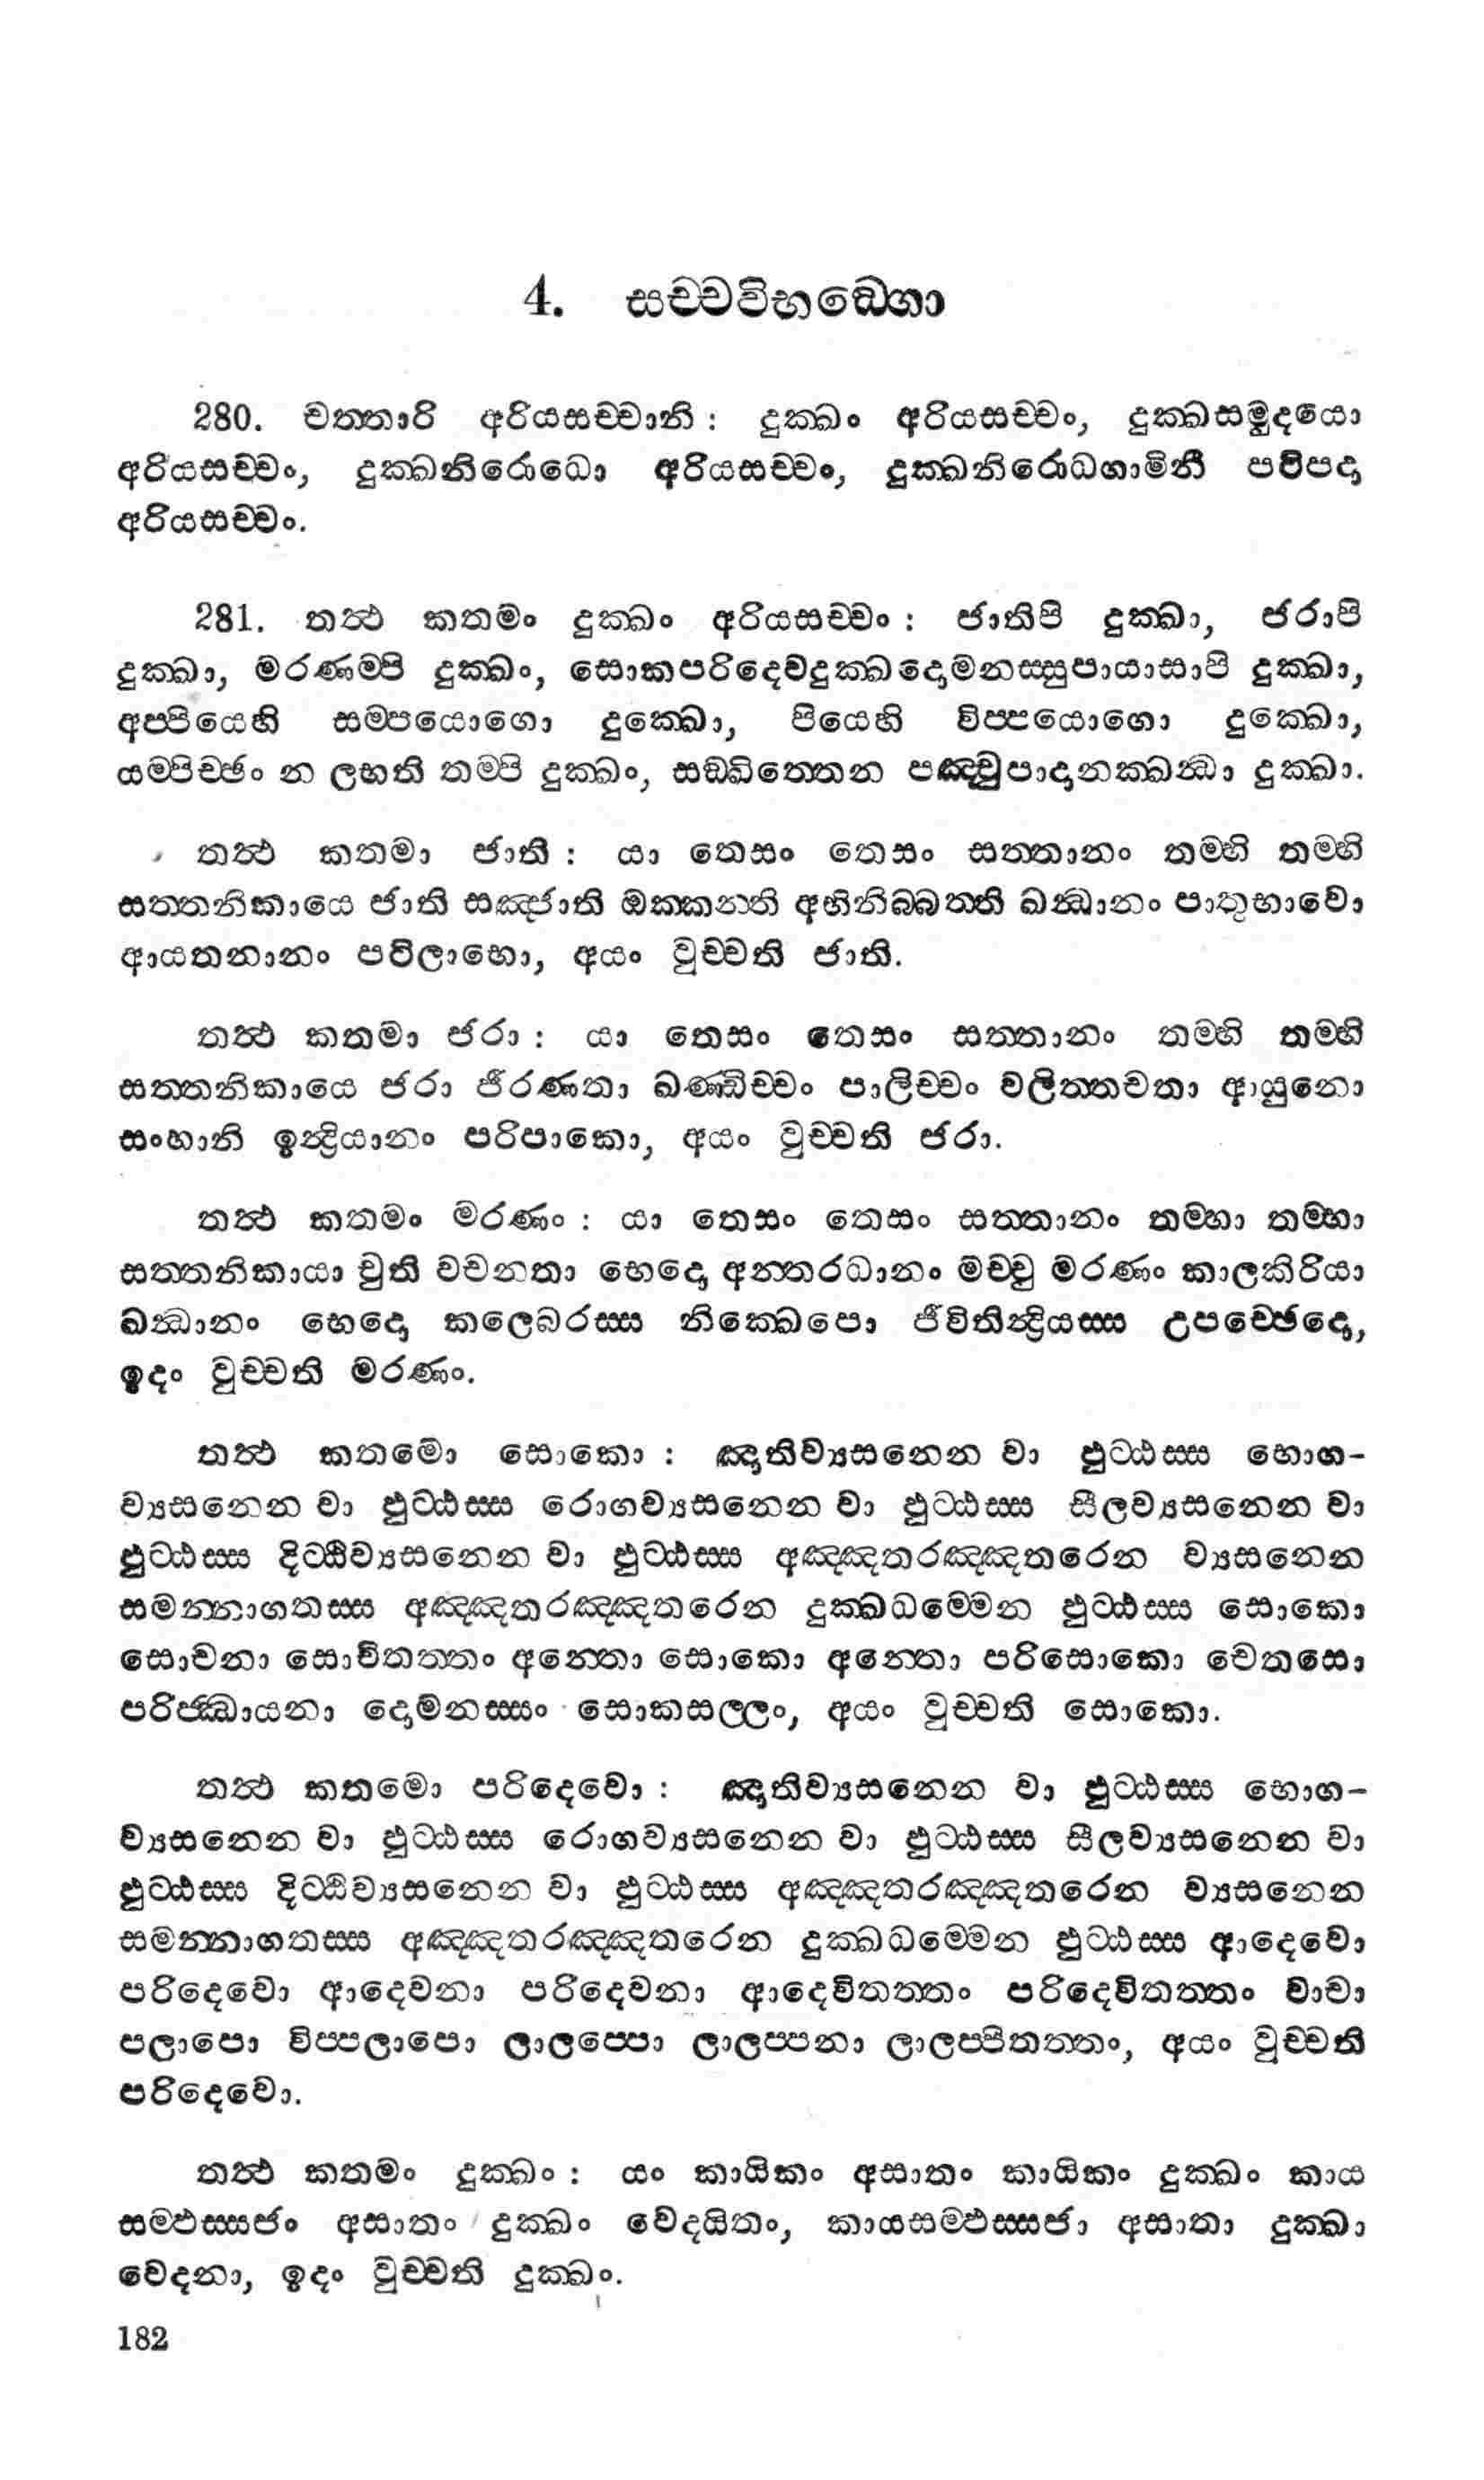 4. සච්චවිභඞ්ගො
280. චත්තාරි අරියසච්චානි : දුක්ඛං අරියසච්චං, දුක්ඛසමුදයො
අරියසච්චං, දුක්ඛනිරොධො අරියසච්චං, දුක්ඛනිරොධගාමිනී පටිපදා
අරියසච්චං.
281. තත්ථ කතමං දුක්ඛං අරියසච්චං : ජාතිපි දුක්ඛා, ජරාපි
දුක්ඛා, මරණම්පි දුක්ඛං, සොකපරිදෙවදුක්ඛදොමනස්සුපායාසාපි දුක්ඛා,
අප්පියෙහි සම්පයොගො දුක්ඛො, පියෙහි විප්පයොගො දුක්ඛො,
යම්පිච්ඡං න ලභති තම්පි දුක්ඛං, සඞ්ඛිත්තෙන පඤ්චුපාදානක්ඛන්ධා දුක්ඛා.
තත්ථ කතමා ජාති : යා තෙසං තෙසං සත්තානං තම්හි තම්හි
සත්තනිකායෙ ජාති සඤ්ජාති ඔක්කන්ති අභිනිබ්බත්ති ඛන්ධානං පාතුභාවො
ආයතනානං පටිලාභො, අයං වුච්චති ජාති.
තත්ථ කතමා ජරා : යා තෙසං තෙසං සත්තානං තම්හි තම්හි
සත්තනිකායෙ ජරා ජීරණතා ඛණ්ඩිච්චං පාලිච්චං වලිත්තචතා ආයුනො
සංහානි ඉන්ද්‍රියානං පරිපාකො, අයං වුච්චති ජරා.
තත්ථ කතමං මරණං : යා තෙසං තෙසං සත්තානං තම්හා තම්හා
සත්තනිකායා චුති චවනතා භෙදො අන්තරධානං මච්චු මරණං කාලකිරියා
ඛන්ධානං භෙදො කලෙබරස්ස නික්ඛෙපො ජීවිතින්ද්‍රියස්ස උපච්ඡෙදො,
ඉදං වුච්චති මරණං.
තත්ථ කතමො සොකො : ඤාතිව්‍යසනෙන වා ඵුට්ඨස්ස භොග-
ව්‍යසනෙන වා ඵුට්ඨස්ස රොගව්‍යසනෙන වා ඵුට්ඨස්ස සීලව්‍යසනෙන වා
ඵුට්ඨස්ස දිට්ඨිව්‍යසනෙන වා ඵුට්ඨස්ස අඤ්ඤතරඤ්ඤතරෙන ව්‍යසනෙන
සමන්නාගතස්ස අඤ්ඤතරඤ්ඤතරෙන දුක්ඛධම්මෙන ඵුට්ඨස්ස සොකො
සොචනා සොචිතත්තං අන්තො සොකො අන්තො පරිසොකො චෙතසො
පරිජ්ඣායනා දොමනස්සං සොකසල්ලං, අයං වුච්චති සොකො.
තත්ථ කතමො පරිදෙවො : ඤාතිව්‍යසනෙන වා ඵුට්ඨස්ස භොග-
ව්‍යසනෙන වා ඵුට්ඨස්ස රොගව්‍යසනෙන වා ඵුට්ඨස්ස සීලව්‍යසනෙන වා
ඵුට්ඨස්ස දිට්ඨිව්‍යසනෙන වා ඵුට්ඨස්ස අඤ්ඤතරඤ්ඤතරෙන ව්‍යසනෙන
සමන්නාගතස්ස අඤ්ඤතරඤ්ඤතරෙන දුක්ඛධම්මෙන ඵුට්ඨස්ස ආදෙවො
පරිදෙවො ආදෙවනා පරිදෙවනා ආදෙවිතත්තං පරිදෙවිතත්තං වාචා
පලාපො විප්පලාපො ලාලප්පො ලාලප්පනා ලාලප්පිතත්තං, අයං වුච්චති
පරිදෙවො.
තත්ථ කතමං දුක්ඛං : යං කායිකං අසාතං කායිකං දුක්ඛං කාය
සම්ඵස්සජං අසාතං දුක්ඛං වෙදයිතං, කායසම්ඵස්සජා අසාතා දුක්ඛා
වෙදනා, ඉදං වුච්චති දුක්ඛං.
182